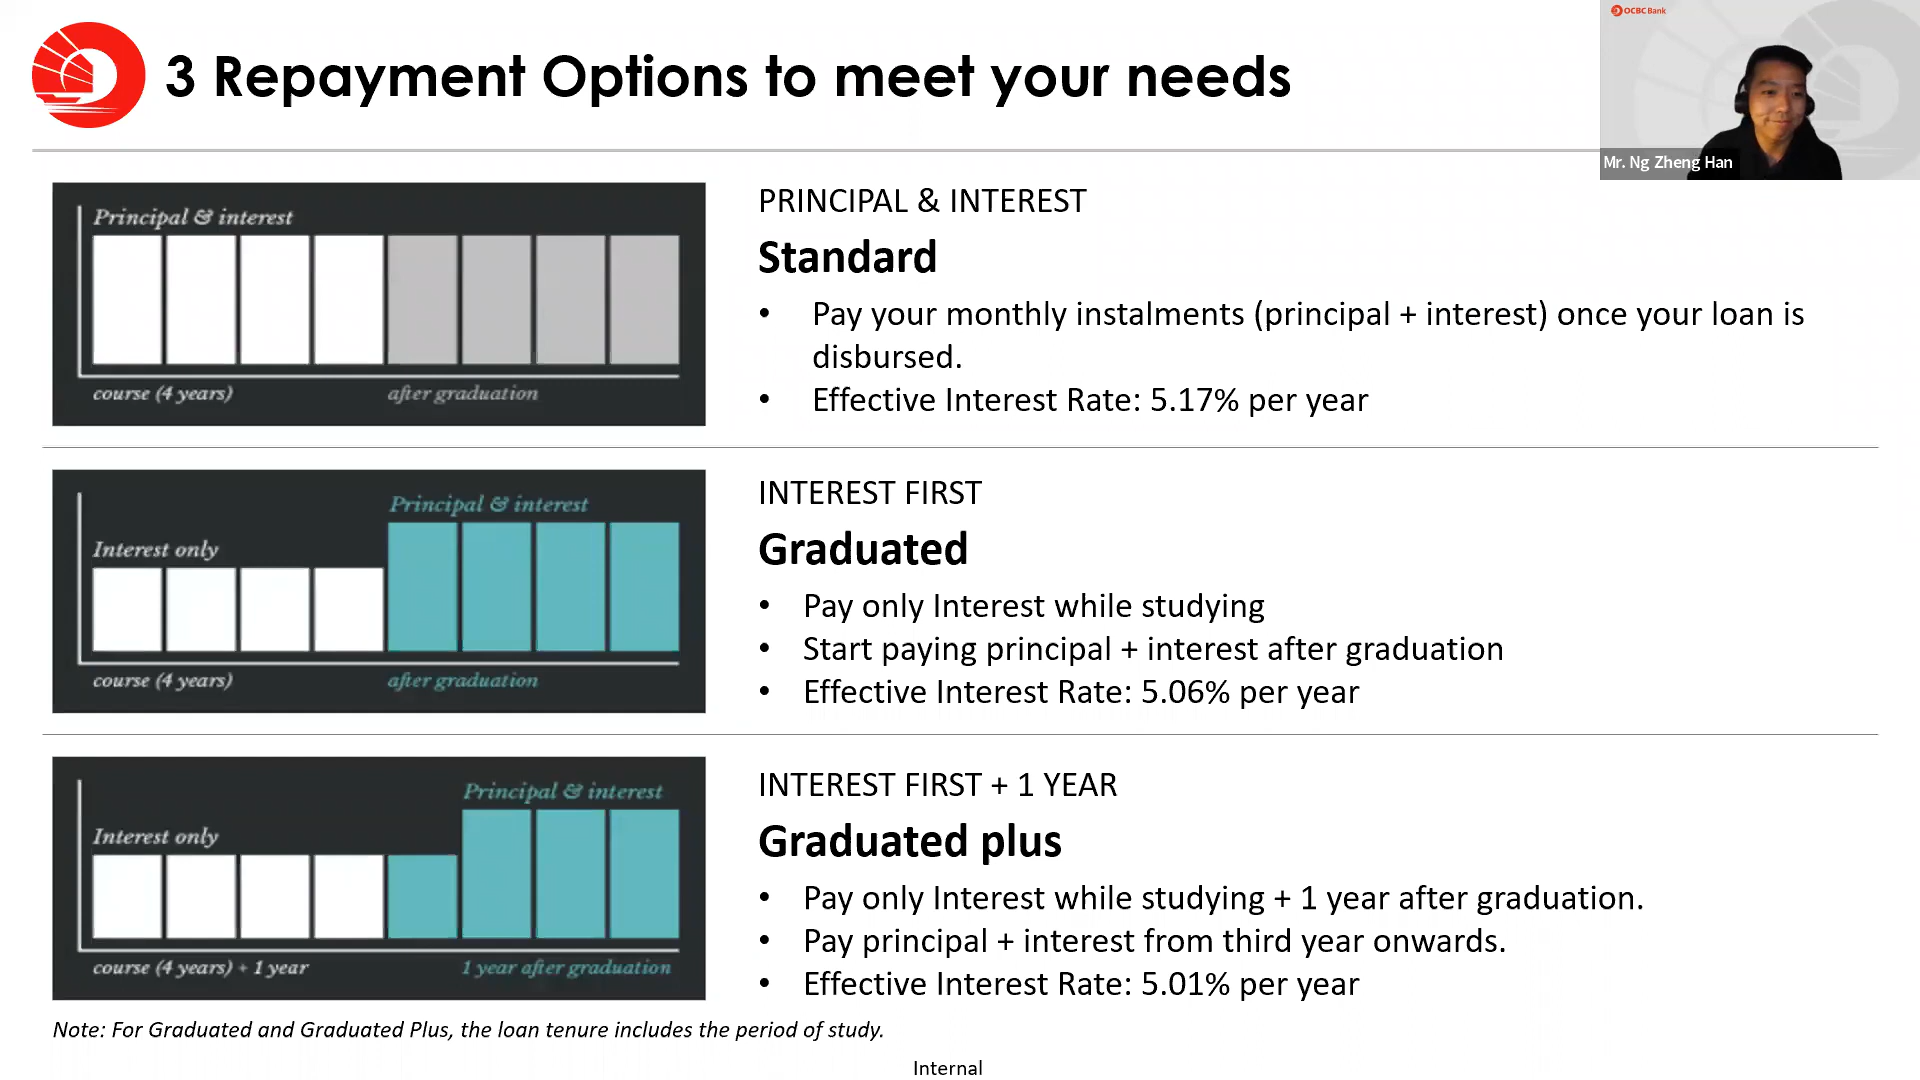 3 Repayment Options to meet your needs
OCBC Bank
Mr. Ng Zheng Han
Principal & interest
course (4 years)
after graduation
PRINCIPAL & INTEREST
Standard
• Pay your monthly instalments (principal + interest) once your loan is
disbursed.
• Effective Interest Rate: 5.17% per year
Principal & interest
Interest only
course (4 years)
after graduation
INTEREST FIRST
Graduated
• Pay only Interest while studying
• Start paying principal + interest after graduation
• Effective Interest Rate: 5.06% per year
Principal & interest
Interest only
course (4 years) + 1 year
1 year after graduation
INTEREST FIRST + 1 YEAR
Graduated plus
• Pay only Interest while studying + 1 year after graduation.
• Pay principal + interest from third year onwards.
• Effective Interest Rate: 5.01% per year
Note: For Graduated and Graduated Plus, the loan tenure includes the period of study.
Internal